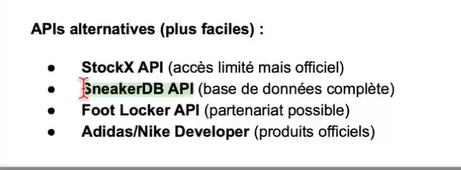 APIs alternatives (plus faciles) :
● StockX API (accès limité mais officiel)
● SneakerDB API (base de données complète)
● Foot Locker API (partenariat possible)
● Adidas/Nike Developer (produits officiels)